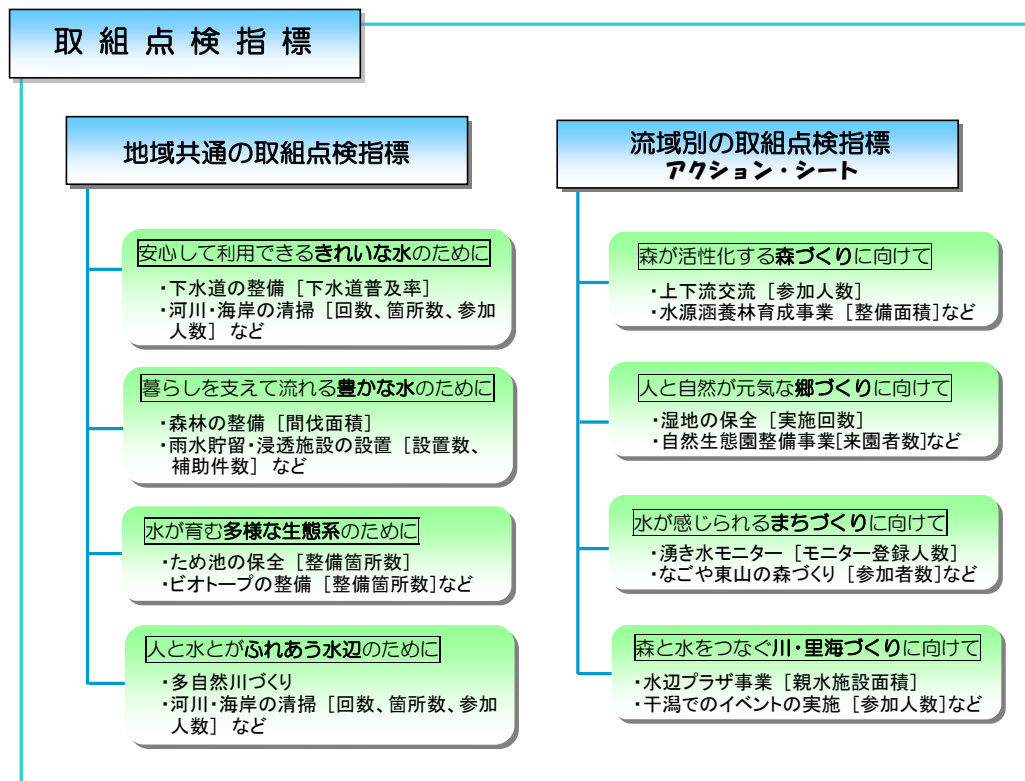 取組点検指標
地域共通の取組点検指標
安心して利用できるきれいな水のために
・下水道の整備［下水道普及率］
・河川・海岸の清掃［回数、箇所数、参加
人数］など
暮らしを支えて流れる豊かな水のために
・森林の整備［間伐面積］
・雨水貯留・浸透施設の設置［設置数、
補助件数］など
水が育む多様な生態系のために
・ため池の保全［整備箇所数］
・ビオトープの整備［整備箇所数］など
人と水とがふれあう水辺のために
・多自然川づくり
・河川・海岸の清掃［回数、箇所数、参加
人数］など
流域別の取組点検指標
アクション・シート
森が活性化する森づくりに向けて
・上下流交流［参加人数］
・水源涵養林育成事業［整備面積］など
人と自然が元気な郷づくりに向けて
・湿地の保全［実施回数］
・自然生態園整備事業[来園者数]など
水が感じられるまちづくりに向けて
・湧き水モニター［モニター登録人数］
・なごや東山の森づくり［参加者数］など
森と水をつなぐ川・里海づくりに向けて
・水辺プラザ事業［親水施設面積］
・干潟でのイベントの実施［参加人数］など